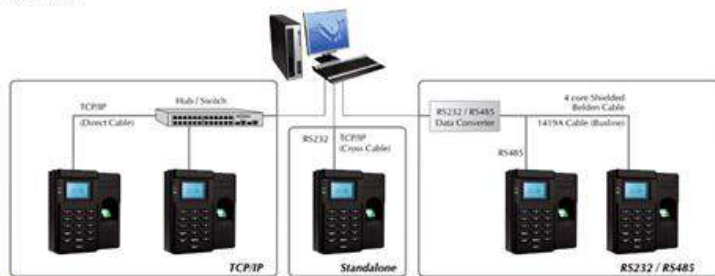 TCP/IP
(Direct Cable)
Hub / Switch
RS232
TCP/IP
(Cross Cable)
RS232 / RS485
Data Converter
4 core Shielded
Belden Cable
1419A Cable (Busline)
RS485
TCP/IP
Standalone
RS232 / RS485